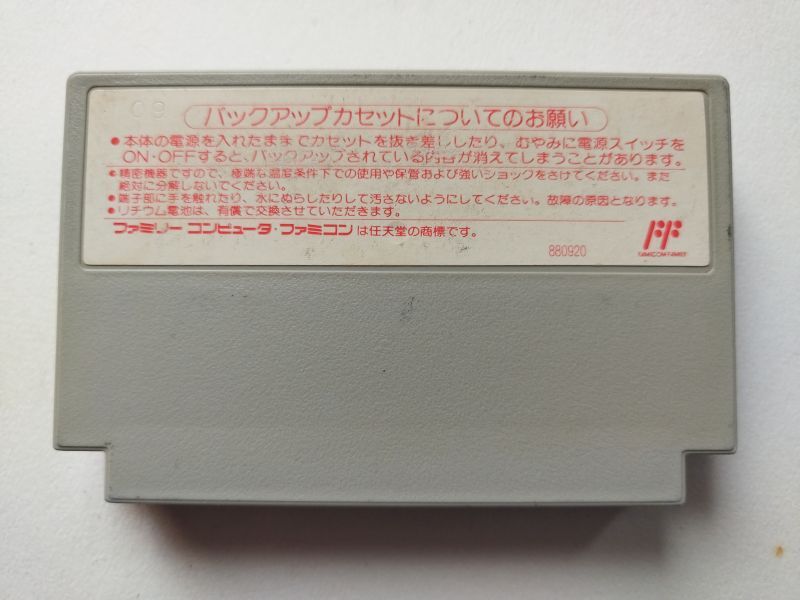 09
バックアップカセットについてのお願い
●本体の電源を入れたままでカセットを抜き差ししたり、むやみに電源スイッチを
ON・OFFすると、バックアップされている内容が消えてしまうことがあります。
●精密機器ですので、極端な温度条件下での使用や保管および強いショックをさけてください。また
絶対に分解しないでください。
●端子部に手を触れたり、水にぬらしたりして汚さないようにしてください。故障の原因となります。
●リチウム電池は、有償で交換させていただきます。
ファミリー コンピュータ・ファミコン は任天堂の商標です。
880920
FF
FAMICOM FAMILY